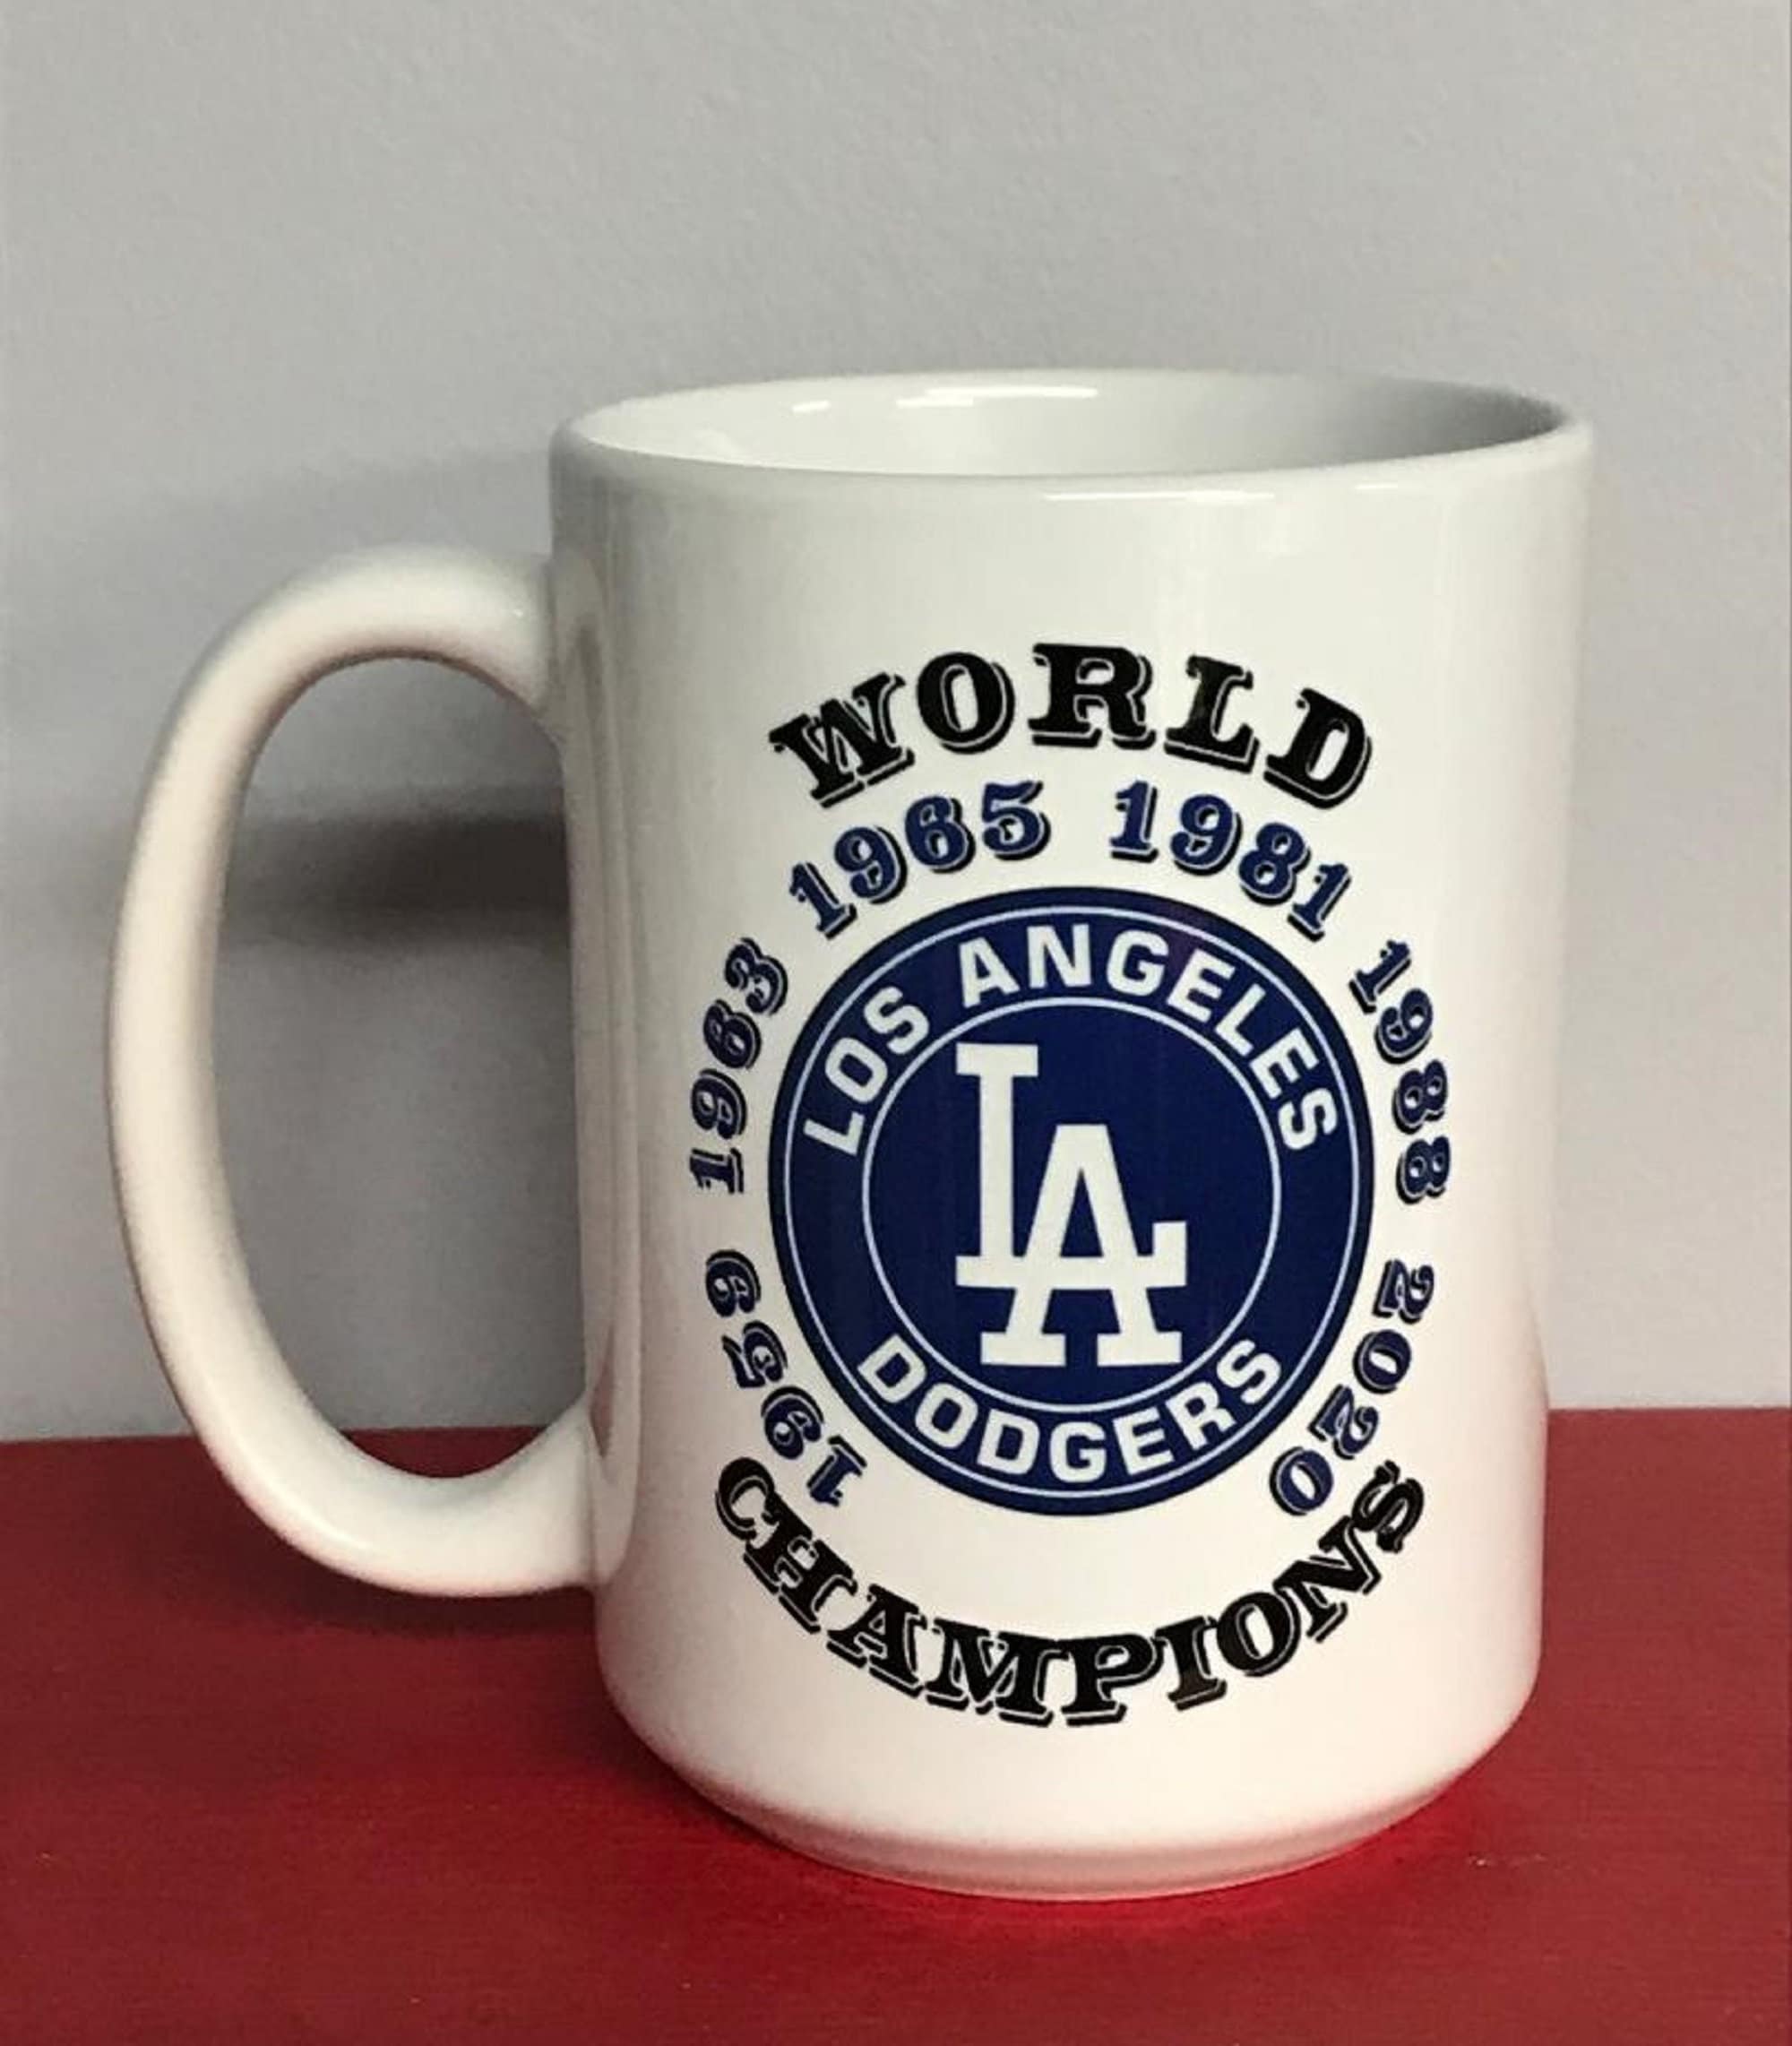 WORLD
1959 1963 1965 1981 1988 2020
LOS ANGELES
LA
DODGERS
CHAMPIONS